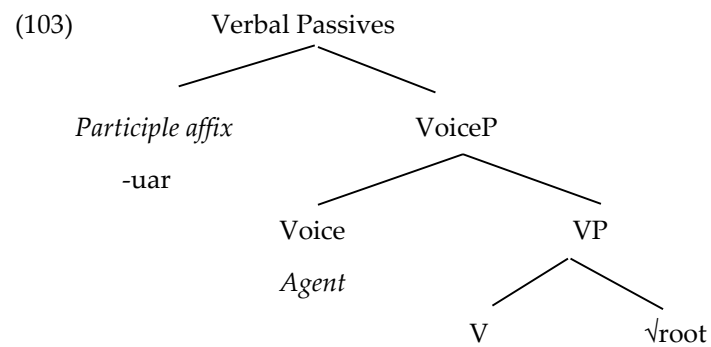 (103) Verbal Passives
Participle affix VoiceP
-uar
Voice VP
Agent
V √root